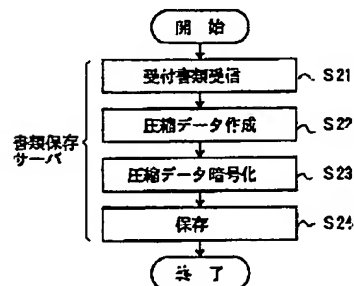 開 始
受付書類受信
S21
圧縮データ作成
S22
書類保存
サーバ
圧縮データ暗号化
S23
保存
S24
終 了